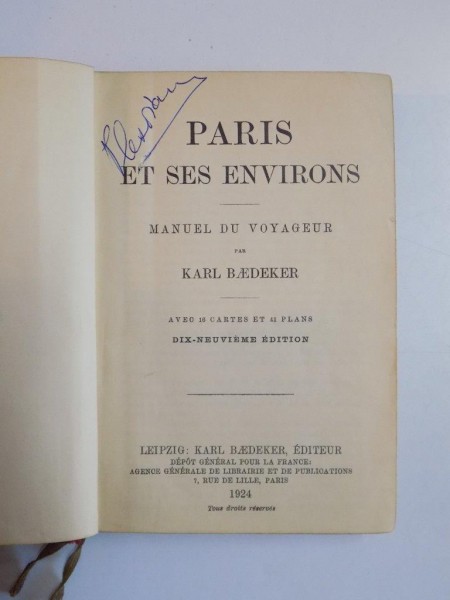 PARIS
ET SES ENVIRONS
MANUEL DU VOYAGEUR
PAR
KARL BÆDEKER
AVEC 19 CARTES ET 41 PLANS
DIX-NEUVIÈME ÉDITION
LEIPZIG: KARL BÆDEKER, ÉDITEUR
DÉPÔT GÉNÉRAL POUR LA FRANCE:
AGENCE GÉNÉRALE DE LIBRAIRIE ET DE PUBLICATIONS
7, RUE DE LILLE, PARIS
1924
Tous droits réservés